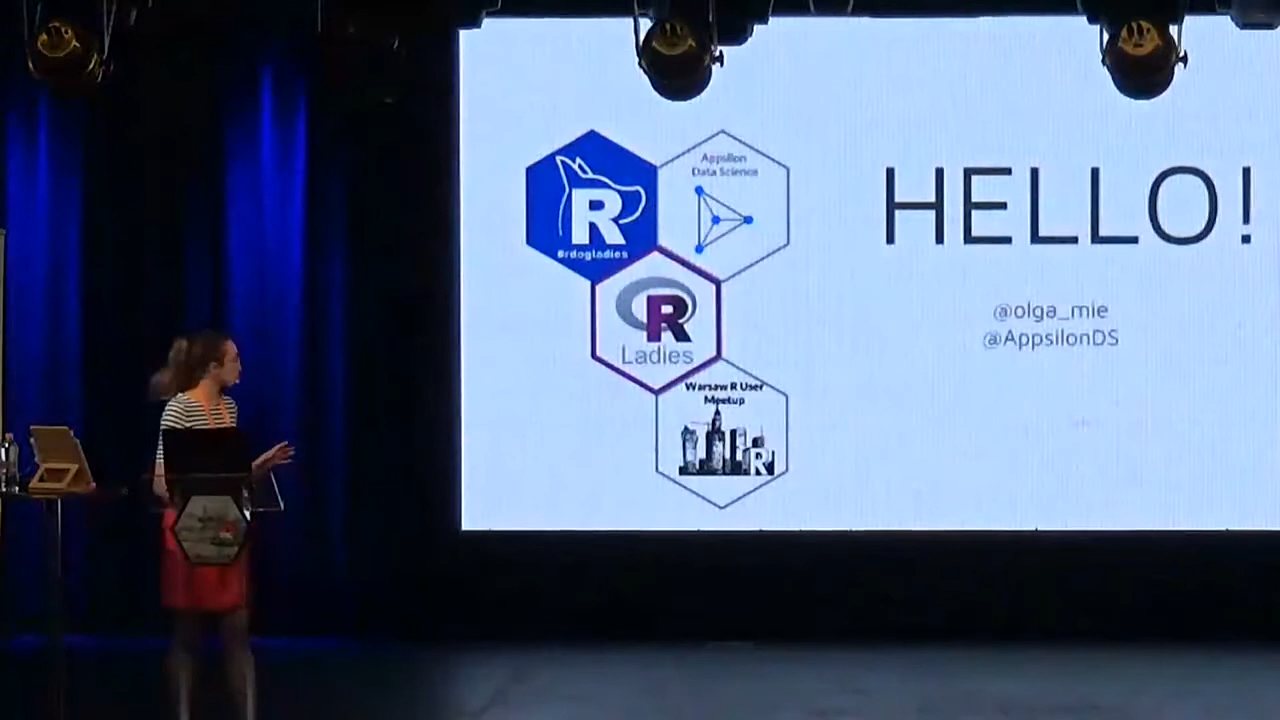 HELLO!
@olga_mie
@AppsilonDS
R
#rdogladies
Appsilon
Data Science
R
Ladies
Warsaw R User
Meetup
R